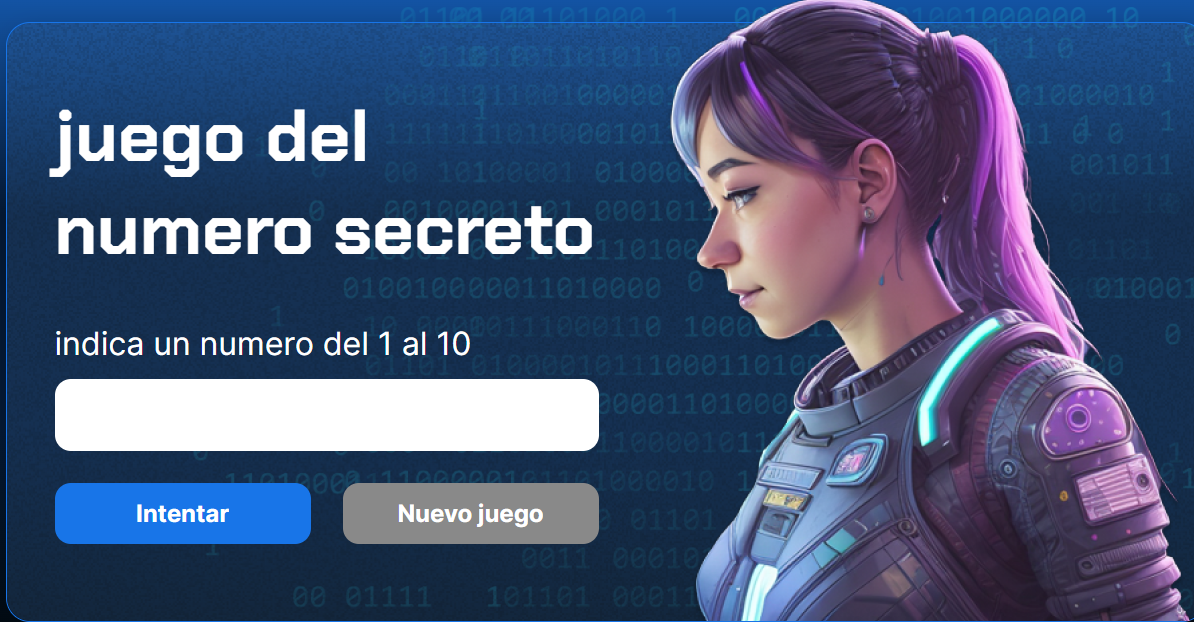 juego del
numero secreto
indica un numero del 1 al 10
Intentar
Nuevo juego